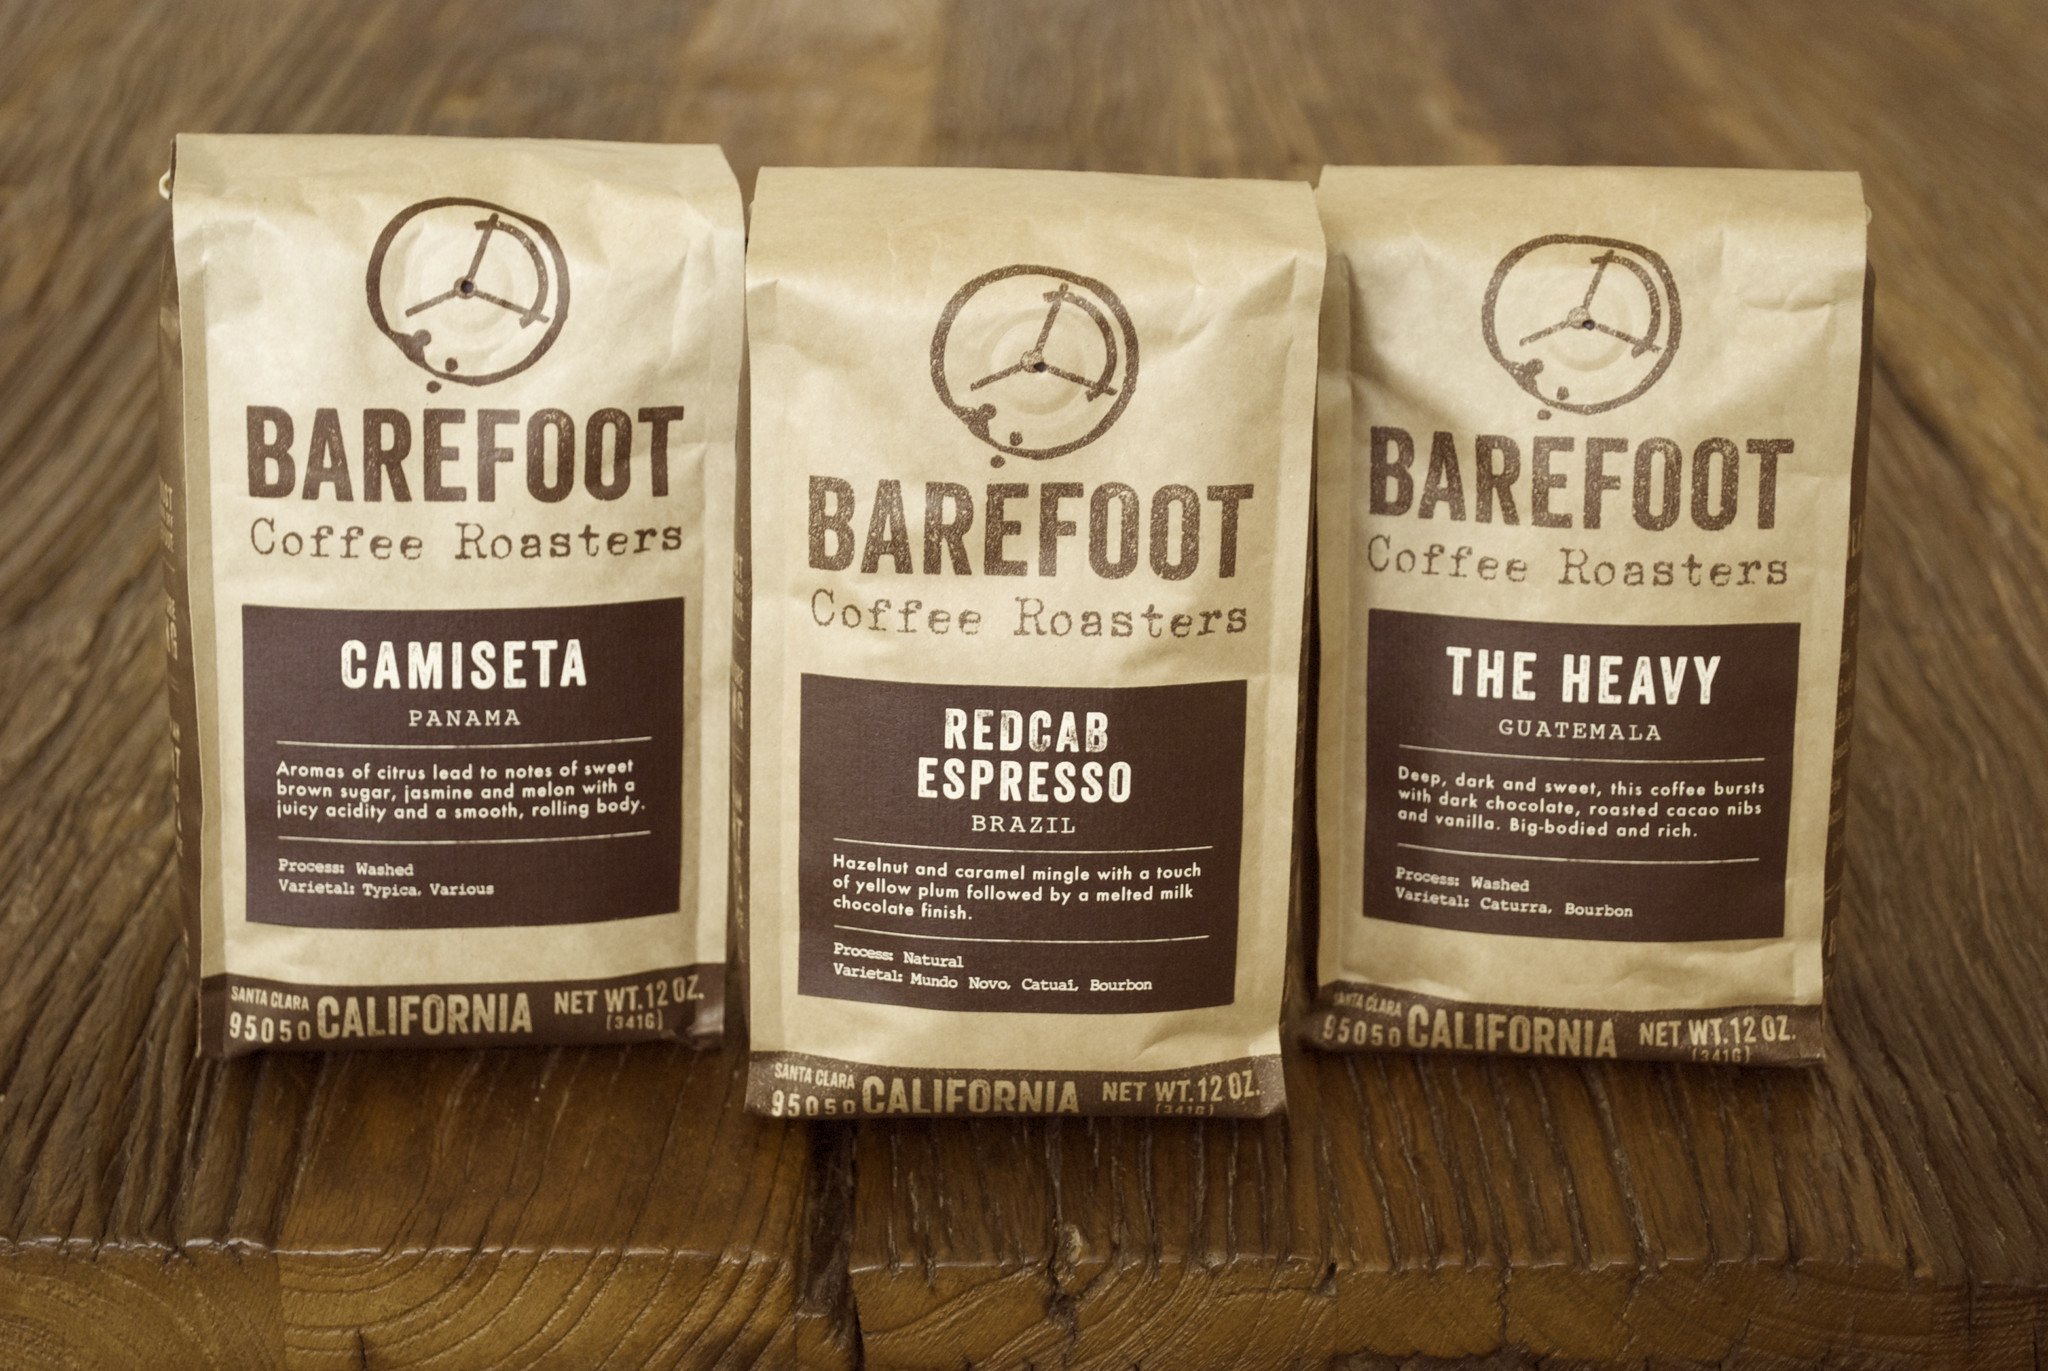 BAREFOOT
Coffee Roasters
CAMISETA
PANAMA
Aromas of citrus lead to notes of sweet
brown sugar, jasmine and melon with a
juicy acidity and a smooth, rolling body.
Process: Washed
Varietal: Typica, Various
SANTA CLARA
95050 CALIFORNIA NET WT. 12 OZ.
(341G)
BAREFOOT
Coffee Roasters
REDCAB
ESPRESSO
BRAZIL
Hazelnut and caramel mingle with a touch
of yellow plum followed by a melted milk
chocolate finish.
Process: Natural
Varietal: Mundo Novo, Catuai, Bourbon
SANTA CLARA
95050 CALIFORNIA NET WT. 12 OZ.
(341G)
BAREFOOT
Coffee Roasters
THE HEAVY
GUATEMALA
Deep, dark and sweet, this coffee bursts
with dark chocolate, roasted cacao nibs
and vanilla. Big-bodied and rich.
Process: Washed
Varietal: Caturra, Bourbon
SANTA CLARA
95050 CALIFORNIA NET WT. 12 OZ.
(341G)